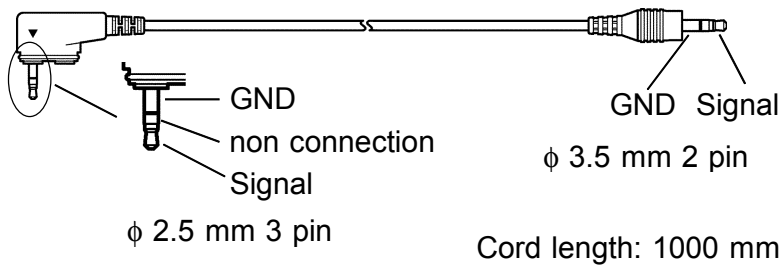 GND
non connection
Signal
φ 2.5 mm 3 pin
GND Signal
φ 3.5 mm 2 pin
Cord length: 1000 mm